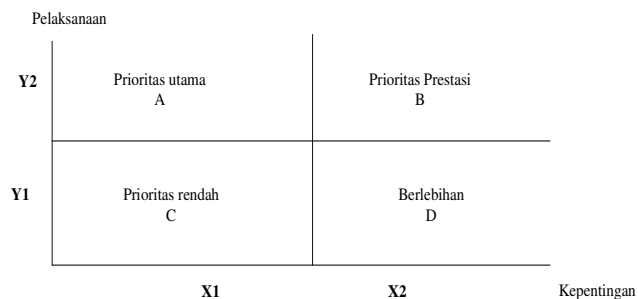 Pelaksanaan
Y2
Prioritas utama
A
Prioritas Prestasi
B
Y1
Prioritas rendah
C
Berlebihan
D
X1
X2
Kepentingan